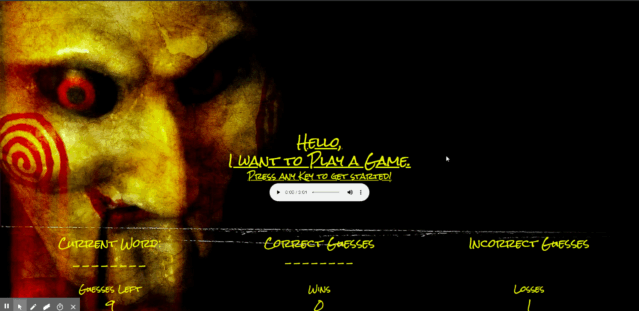 Hello,
I want to Play a Game.
Press any Key to get started!
0:00 / 3:01
Current Word:
Correct Guesses
Incorrect Guesses
_ _ _ _ _ _ _ _
_ _ _ _ _ _ _ _
Guesses Left
Wins
Losses
9
0
1